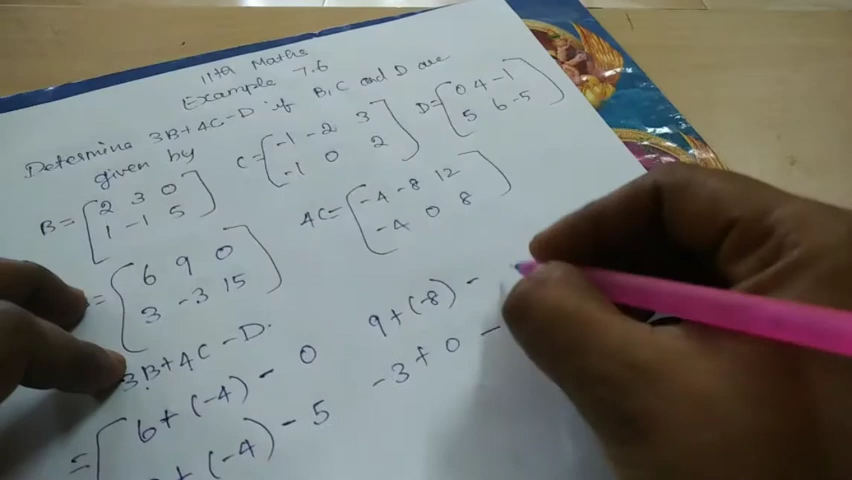 11th Maths
Example 7.6
Determine 3B+4C-D if B, C and D are
given by
B = [2 3 0
1 -1 5]
C = (-1 -2 3
-1 0 2)
D = (0 4 -1
5 6 -5)
= (6 9 0
3 -3 15)
4C = (-4 -8 12
-4 0 8)
3B+4C-D.
= [6+(-4) - 0 9+(-8) -
+(-4) - 5 -3+0 -